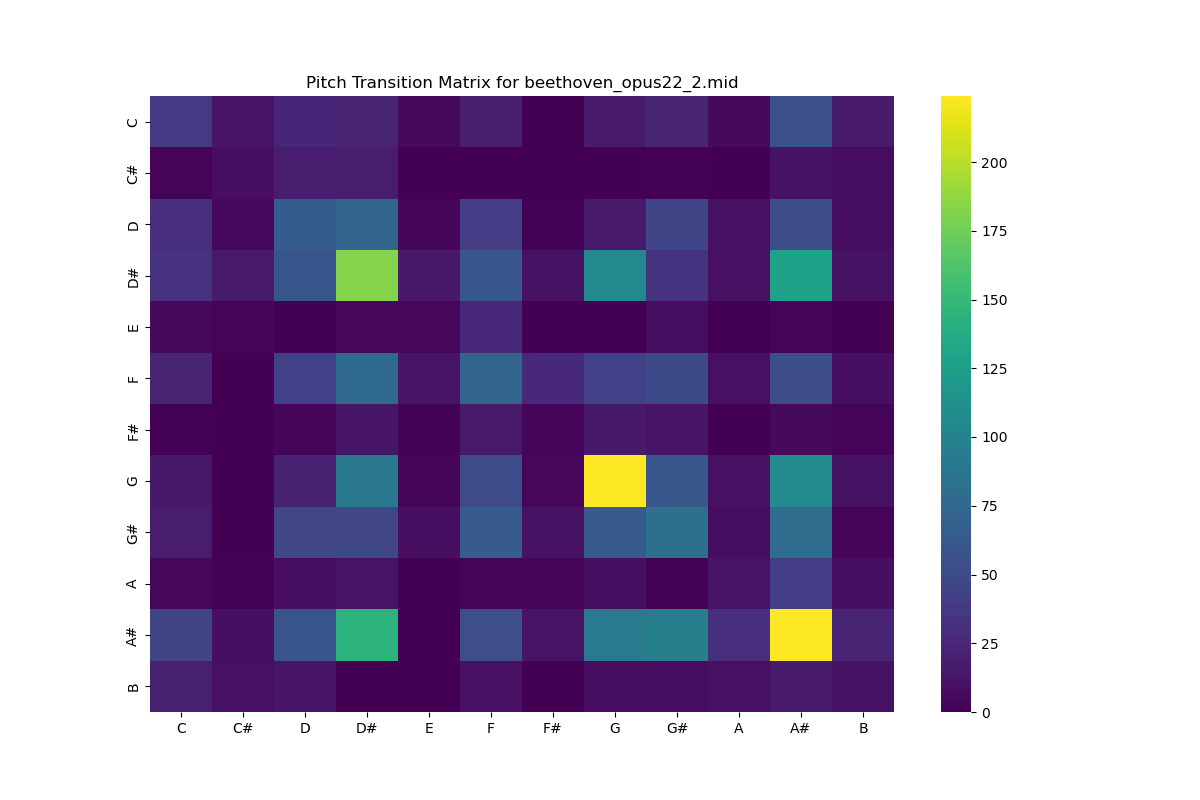 Pitch Transition Matrix for beethoven_opus22_2.mid
C
C#
D
D#
E
F
F#
G
G#
A
A#
B
C C# D D# E F F# G G# A A# B
200
175
150
125
100
75
50
25
0